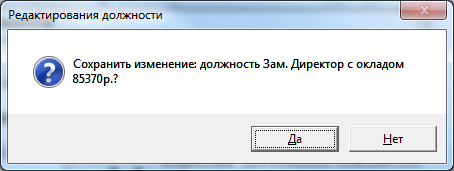 Редактирования должности
Сохранить изменение: должность Зам. Директор с окладом
85370р.?
Да
Нет